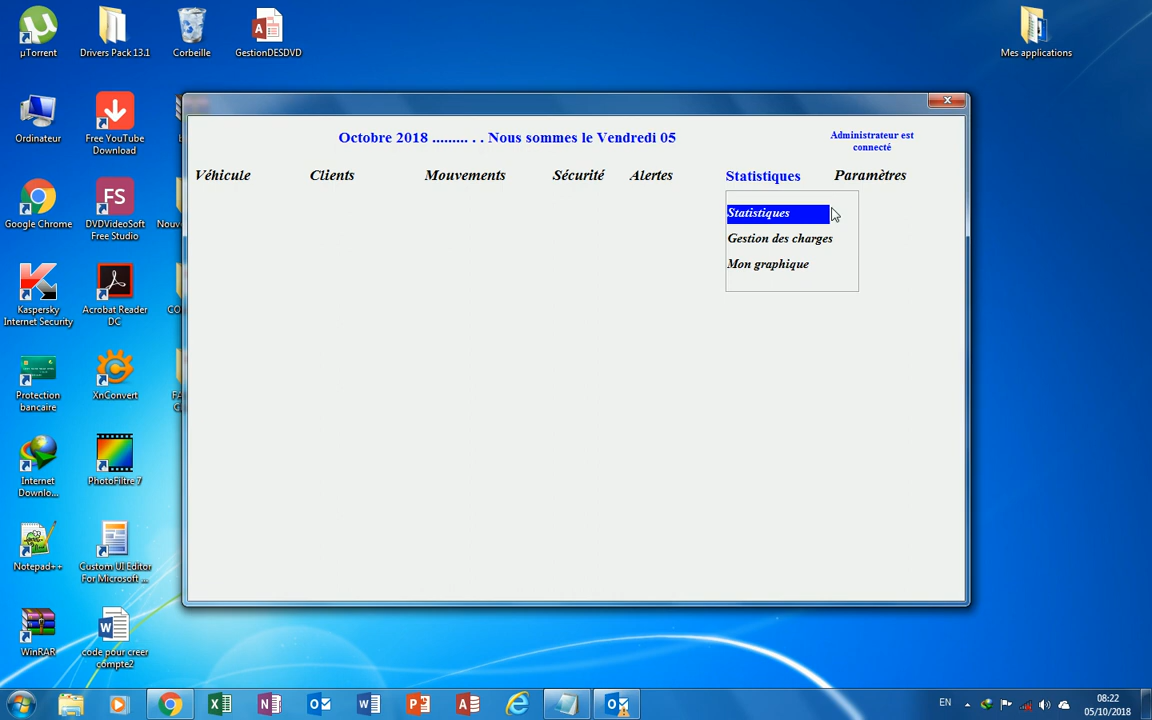 µTorrent
Drivers Pack 13.1
Corbeille
GestionDESDVD
Mes applications
Ordinateur
Free YouTube
Download
Google Chrome
DVDVideoSoft
Free Studio
Kaspersky
Internet Security
Acrobat Reader
DC
Protection
bancaire
XnConvert
Internet
Downlo...
PhotoFiltre 7
Notepad++
Custom UI Editor
For Microsoft ...
WinRAR
code pour creer
compte2
Octobre 2018 ......... . . Nous sommes le Vendredi 05
Administrateur est
connecté
Véhicule Clients Mouvements Sécurité Alertes Statistiques Paramètres
Statistiques
Gestion des charges
Mon graphique
EN
08:22
05/10/2018